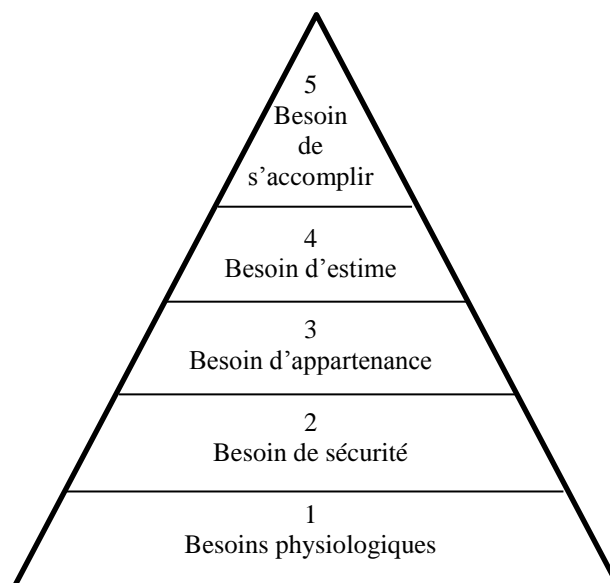 5
Besoin
de
s’accomplir
4
Besoin d’estime
3
Besoin d’appartenance
2
Besoin de sécurité
1
Besoins physiologiques